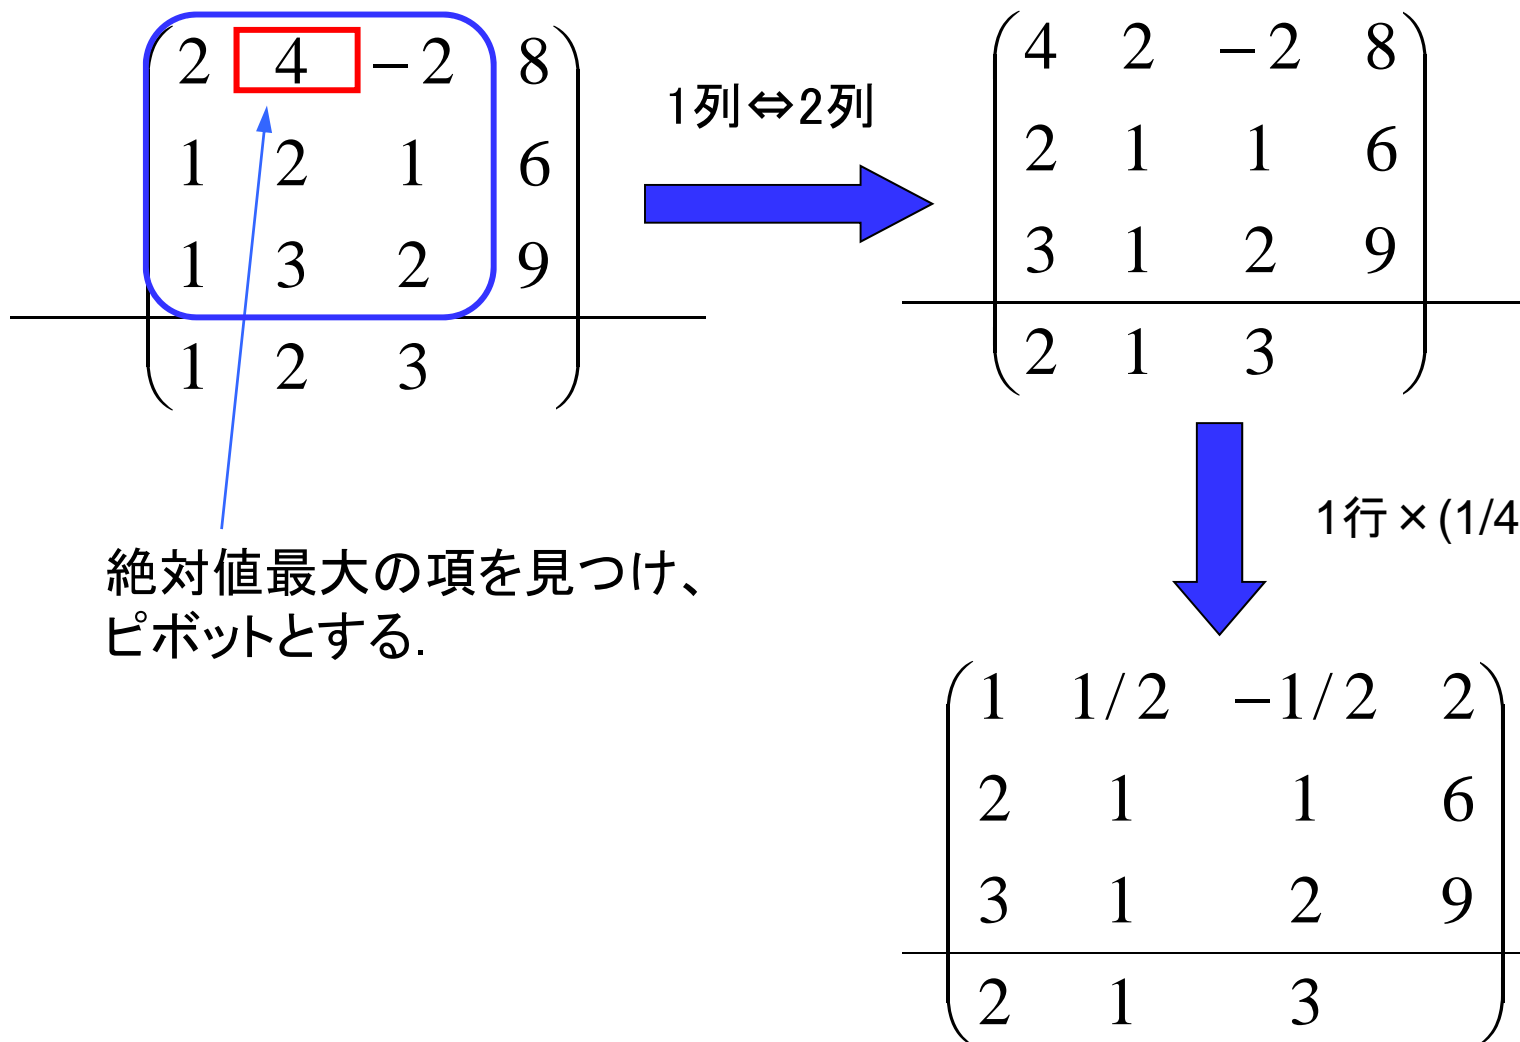 2 4 −2 8
1 2 1 6
1 3 2 9
1 2 3
1列⇔2列
4 2 −2 8
2 1 1 6
3 1 2 9
2 1 3
絶対値最大の項を見つけ、
ピボットとする.
1行×(1/4
1 1/2 −1/2 2
2 1 1 6
3 1 2 9
2 1 3